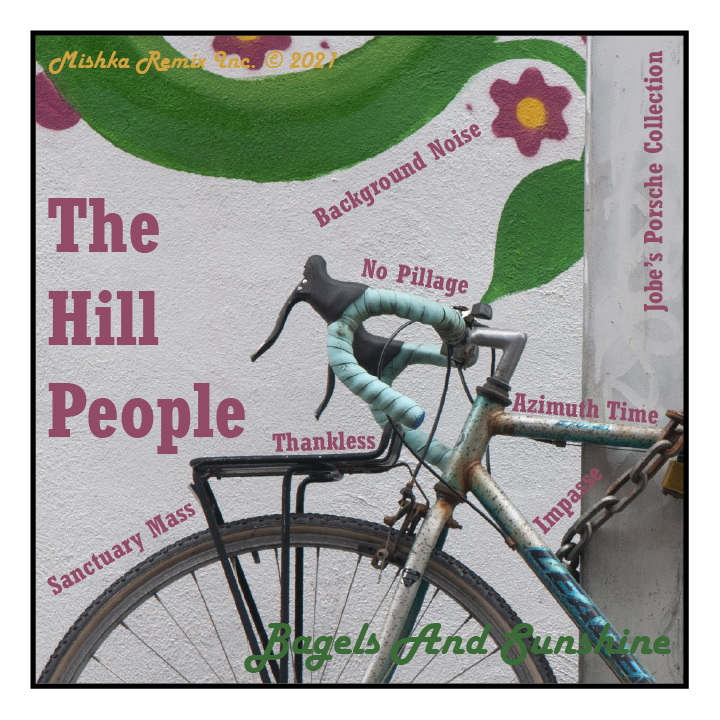 Mishka Remix Inc. © 2021
Jobe's Porsche Collection
Background Noise
The
Hill
People
No Pillage
Azimuth Time
Thankless
Impasse
Sanctuary Mass
Bagels And Sunshine